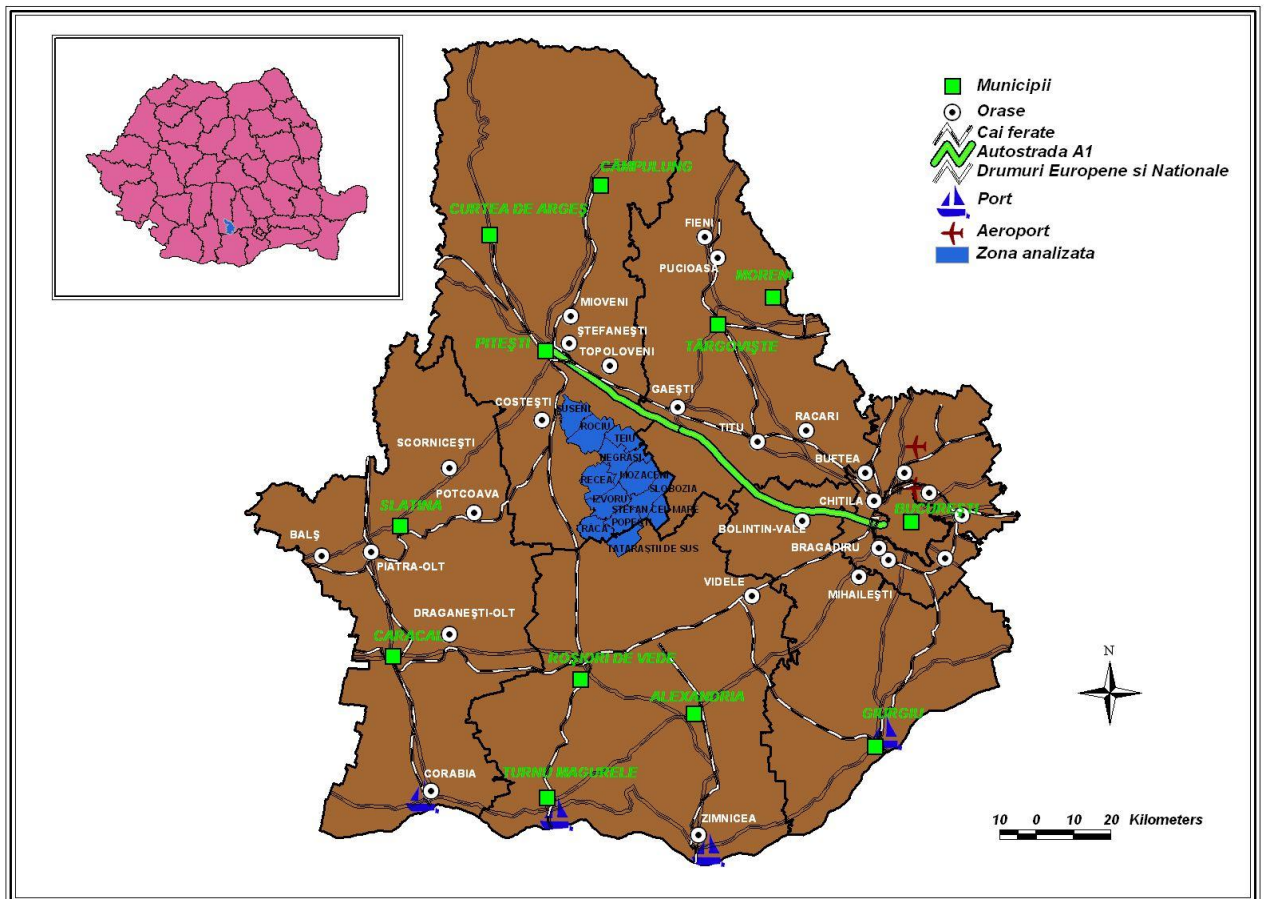 Municipii
Orase
Cai ferate
Autostrada A1
Drumuri Europene si Nationale
Port
Aeroport
Zona analizata
CÂMPULUNG
CURTEA DE ARGEŞ
FIENI
PUCIOASA
MORENI
MIOVENI
ŞTEFANEŞTI
PITEŞTI
TÂRGOVIŞTE
TOPOLOVENI
GAEŞTI
COSTEŞTI
SUSENI
ROCIU
RACARI
TEIU
TITU
SCORNICEŞTI
NEGRAŞI
BUFTEA
RECEA
MOZACENI
SLOBOZIA
POTCOAVA
IZVORU
CHITILA
SLATINA
STEFAN CEL MARE
BUCUREŞTI
POPEŞTI
RACA
BOLINTIN-VALE
BALŞ
TATARAŞTII DE SUS
BRAGADIRU
PIATRA-OLT
VIDELE
MIHAILEŞTI
DRAGANEŞTI-OLT
CARACAL
ROŞIORI DE VEDE
ALEXANDRIA
GIURGIU
N
CORABIA
TURNU MAGURELE
ZIMNICEA
10 0 10 20 Kilometers